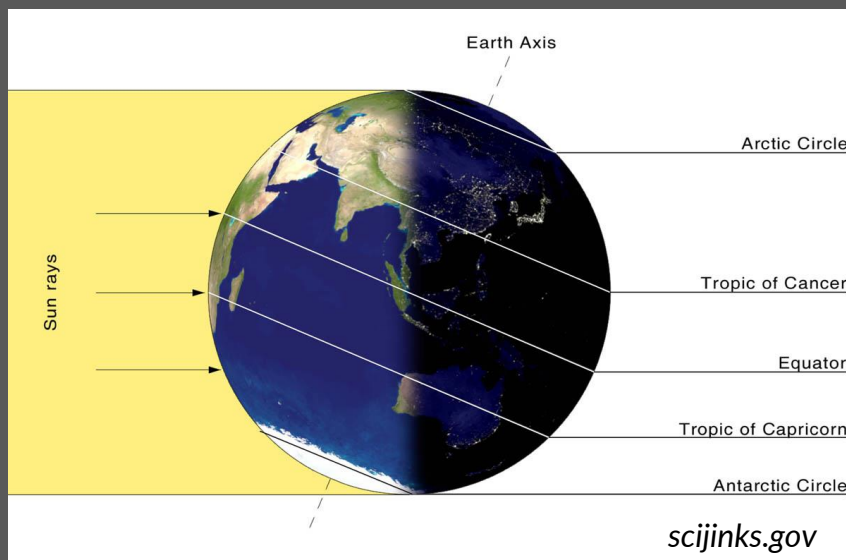 Earth Axis
Arctic Circle
Sun rays
Tropic of Cancer
Equator
Tropic of Capricorn
Antarctic Circle
scijinks.gov